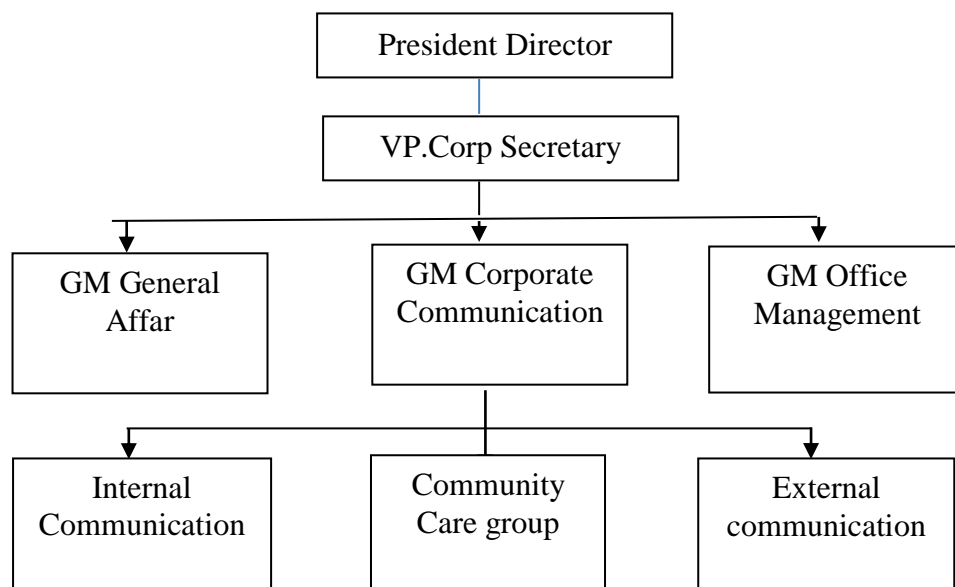 President Director
VP.Corp Secretary
GM General
Affar
GM Corporate
Communication
GM Office
Management
Internal
Communication
Community
Care group
External
communication